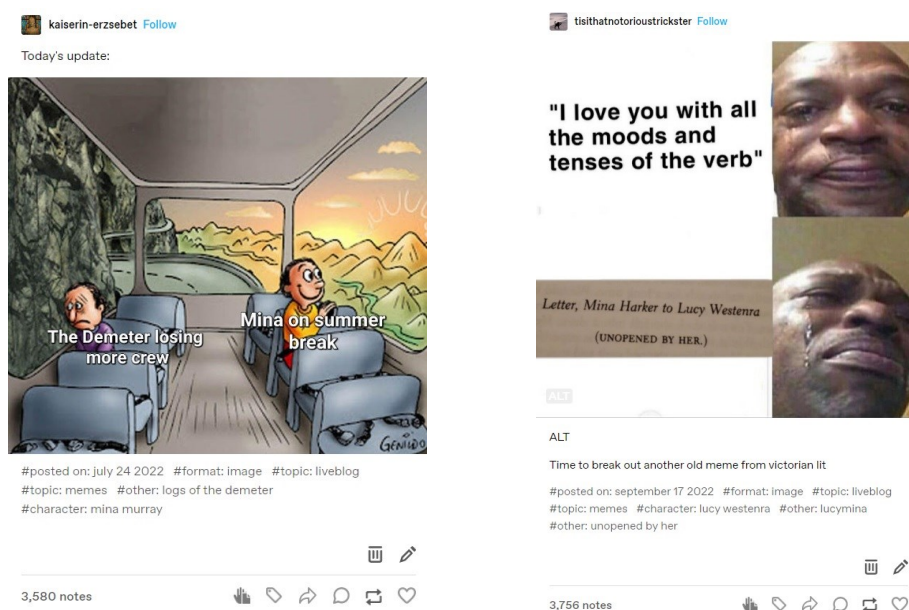 kaiserin-erzsebet Follow
Today's update:
The Demeter losing
more crew
Mina on summer
break
GENILDO
#posted on: july 24 2022 #format: image #topic: liveblog
#topic: memes #other: logs of the demeter
#character: mina murray
3,580 notes
tisithatnotorioustrickster Follow
"I love you with all
the moods and
tenses of the verb"
Letter, Mina Harker to Lucy Westenra
(UNOPENED BY HER.)
ALT
ALT
Time to break out another old meme from victorian lit
#posted on: september 17 2022 #format: image #topic: liveblog
#topic: memes #character: lucy westenra #other: lucymina
#other: unopened by her
3,756 notes